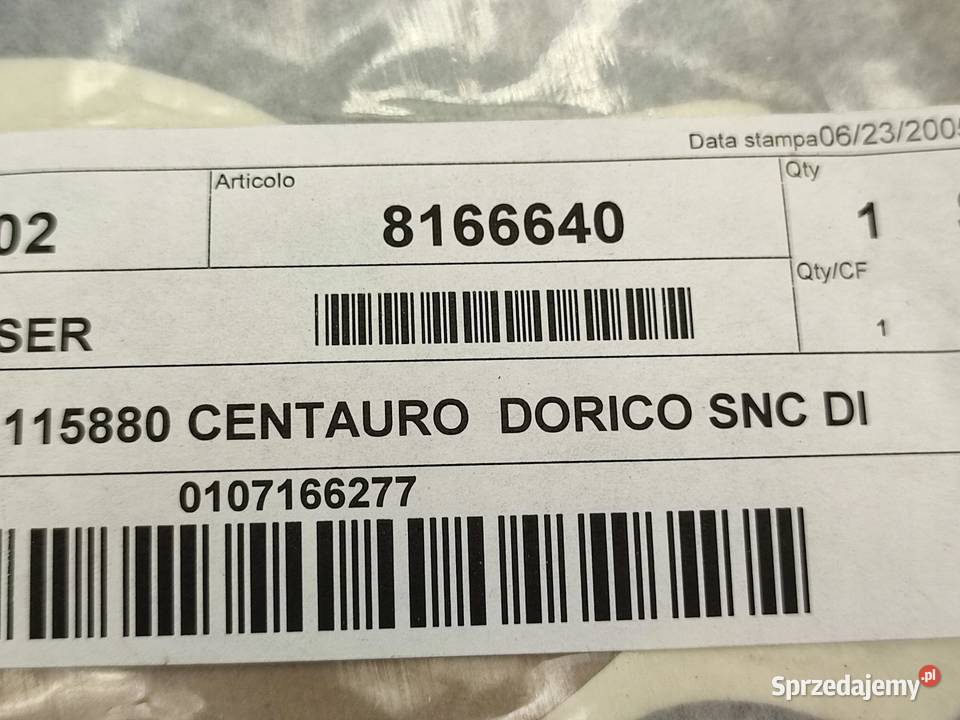 Data stampa06/23/2005
Articolo
Qty
02
8166640
1
Qty/CF
SER
1
115880 CENTAURO DORICO SNC DI
0107166277
Sprzedajemy.pl